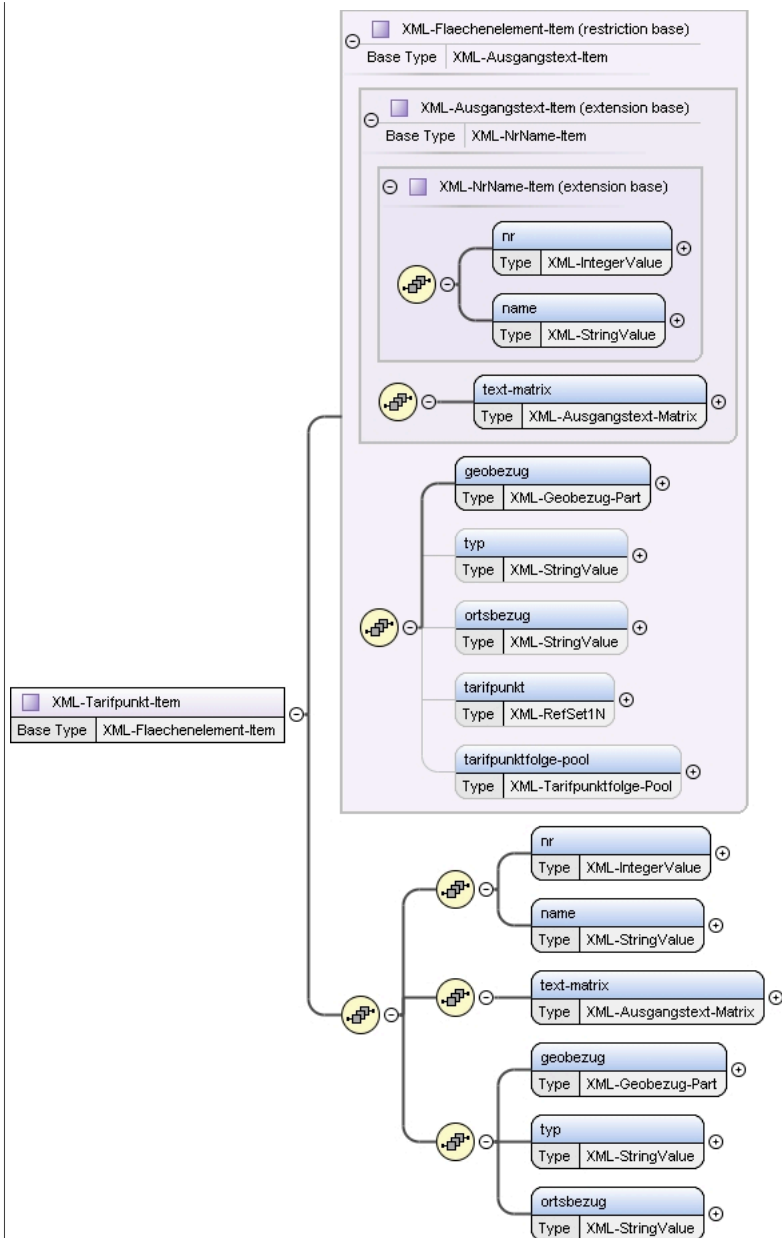 XML-Flaechenelement-Item (restriction base)
Base Type XML-Ausgangstext-Item
XML-Ausgangstext-Item (extension base)
Base Type XML-NrName-Item
XML-NrName-Item (extension base)
nr
Type XML-IntegerValue
name
Type XML-StringValue
text-matrix
Type XML-Ausgangstext-Matrix
geobezug
Type XML-Geobezug-Part
typ
Type XML-StringValue
ortsbezug
Type XML-StringValue
tarifpunkt
Type XML-RefSet1N
tarifpunktfolge-pool
Type XML-Tarifpunktfolge-Pool
XML-Tarifpunkt-Item
Base Type XML-Flaechenelement-Item
nr
Type XML-IntegerValue
name
Type XML-StringValue
text-matrix
Type XML-Ausgangstext-Matrix
geobezug
Type XML-Geobezug-Part
typ
Type XML-StringValue
ortsbezug
Type XML-StringValue